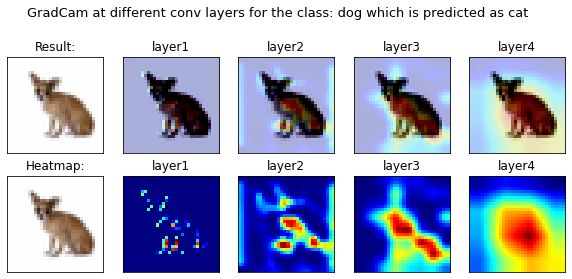 GradCam at different conv layers for the class: dog which is predicted as cat
Result: layer1 layer2 layer3 layer4
Heatmap: layer1 layer2 layer3 layer4